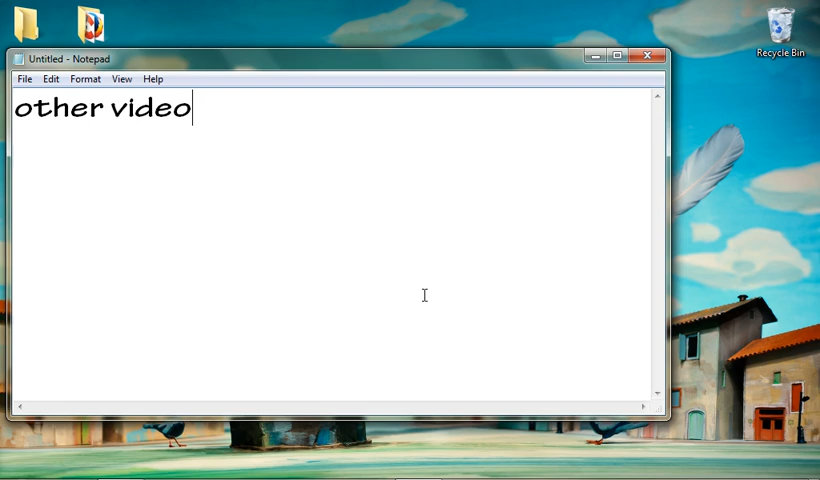 Recycle Bin
Untitled - Notepad
File Edit Format View Help
other video